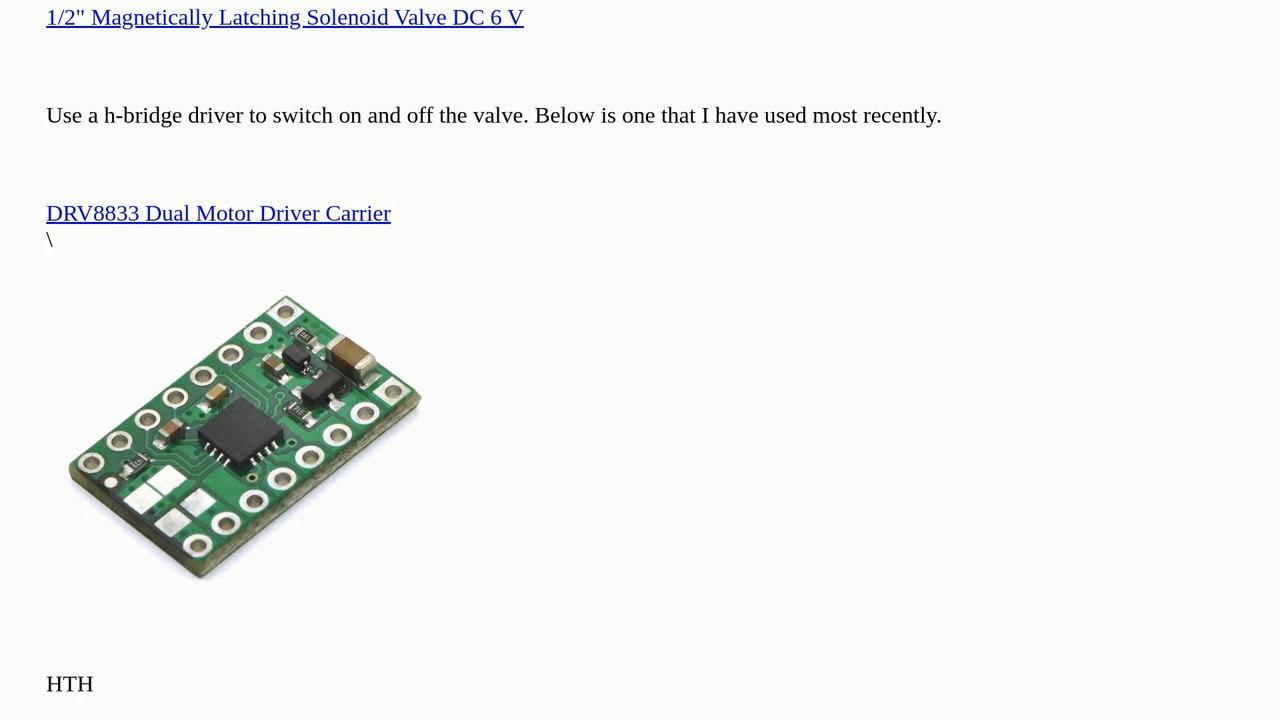 1/2" Magnetically Latching Solenoid Valve DC 6 V
Use a h-bridge driver to switch on and off the valve. Below is one that I have used most recently.
DRV8833 Dual Motor Driver Carrier
\
HTH